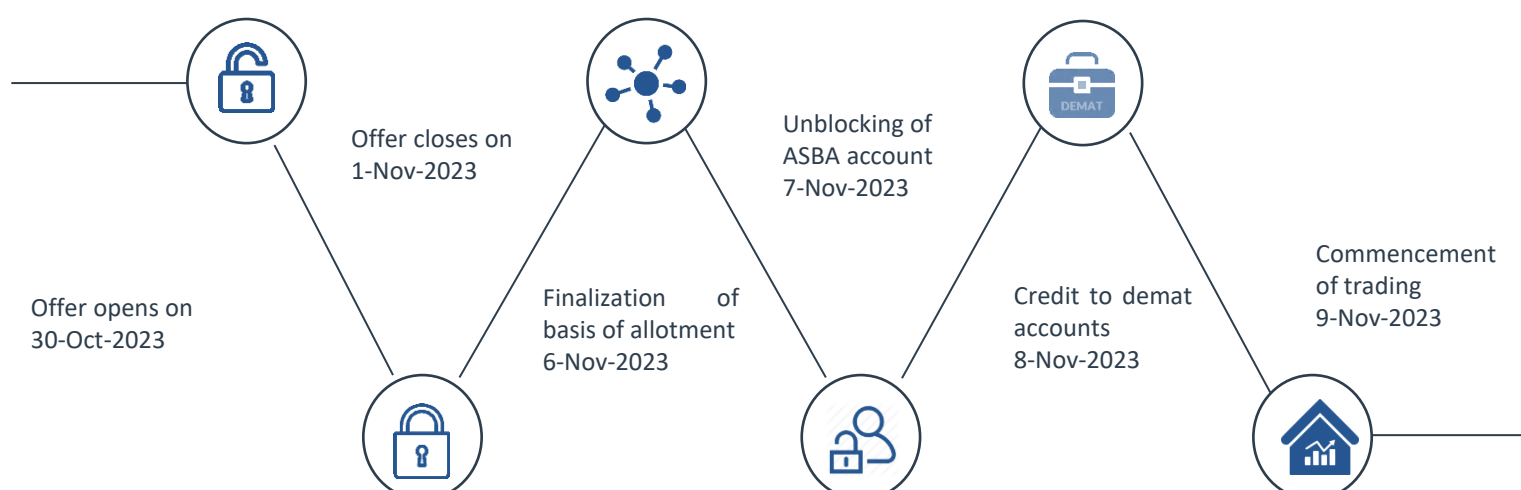 Offer opens on
30-Oct-2023
Offer closes on
1-Nov-2023
Finalization of
basis of allotment
6-Nov-2023
Unblocking of
ASBA account
7-Nov-2023
DEMAT
Credit to demat
accounts
8-Nov-2023
Commencement
of trading
9-Nov-2023